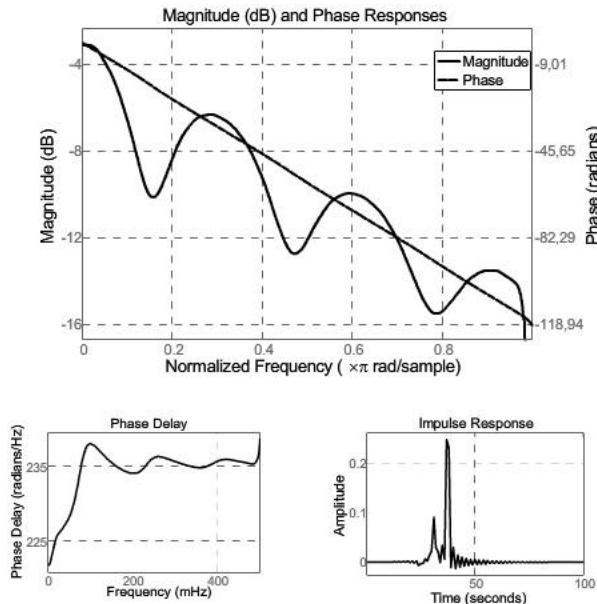 Magnitude (dB) and Phase Responses
-4
-8
-12
-16
Magnitude (dB)
Magnitude
Phase
-9,01
-45,65
-82,29
-118,94
Phase (radians)
0
0.2
0.4
0.6
0.8
Normalized Frequency ( ×π rad/sample)
Phase Delay
235
225
Phase Delay (radians/Hz)
0
200
400
Frequency (mHz)
Impulse Response
0.2
0.1
0
Amplitude
50
100
Time (seconds)